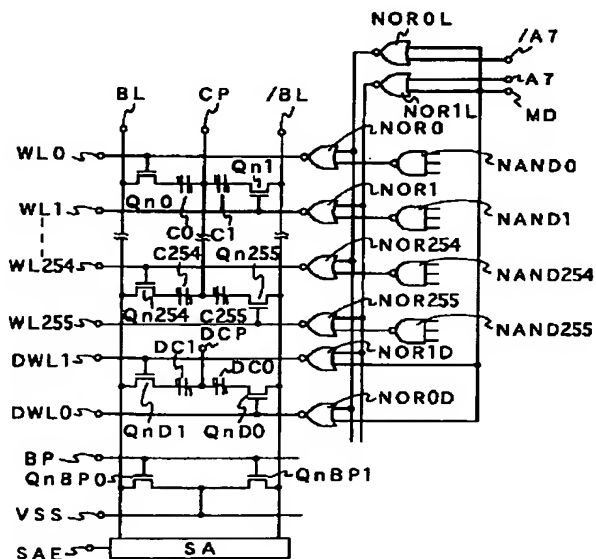 NOR0L
/A7
BL CP /BL A7
NOR1L MD
NOR0
WL0
Qn1 NAND0
Qn0 NOR1
WL1 C0 C1 NAND1
NOR254
C254 Qn255
WL254
NAND254
Qn254 C255 NOR255
WL255 DCP NAND255
DC1 DC0 NOR1D
DWL1
NOR0D
DWL0
QnD1 QnD0
BP
QnBP0 QnBP1
VSS
SAE SA